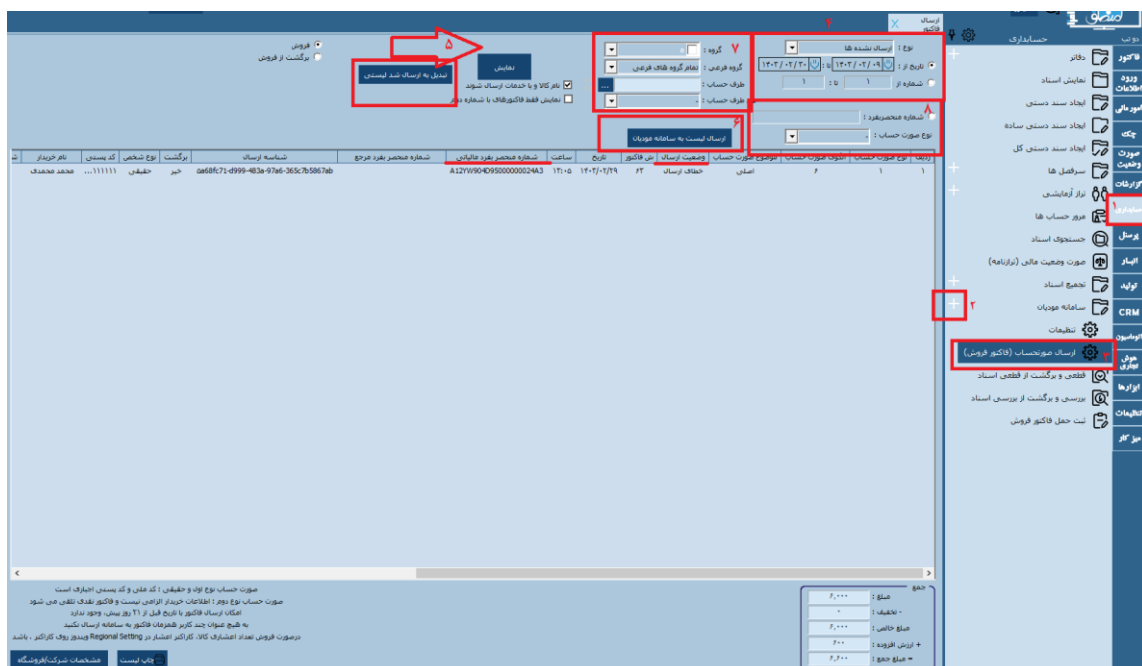 ارسال فاکتور
حسابداری
دفاتر
نمایش اسناد
ایجاد سند دستی
ایجاد سند دستی ساده
ایجاد سند دستی کل
سرفصل ها
تراز آزمایشی
مرور حساب ها
جستجوی اسناد
صورت وضعیت مالی (ترازنامه)
تجمیع اسناد
سامانه مودیان
تنظیمات
ارسال صورتحساب (فاکتور فروش)
قطعی و برگشت از قطعی اسناد
بررسی و برگشت از بررسی اسناد
ثبت حمل فاکتور فروش
فاکتور
ورود اطلاعات
امور مالی
چک
صورت وضعیت
گزارشات
پرسنل
انبار
تولید
CRM
اتوماسیون
هوش تجاری
ابزارها
تنظیمات
میز کار
۱
۲
۳
۴
نوع : ارسال نشده ها
تاریخ از : ۱۴۰۲/۰۲/۰۹ تا : ۱۴۰۲/۰۲/۳۰
شماره از ۱ تا : ۱
۸
شماره منحصربفرد :
نوع صورت حساب : .
۷
گروه :
گروه فرعی : تمام گروه های فرعی
طرف حساب : ...
طرف حساب : .
۶
ارسال لیست به سامانه مودیان
۵
نمایش
نام کالا و یا خدمات ارسال شوند
نمایش فقط فاکتورهای با شماره دوم
تبدیل به ارسال شد لیستی
فروش
برگشت از فروش
ردیف نوع صورت حساب الگوی صورت حساب موضوع صورت حساب وضعیت ارسال ش فاکتور تاریخ ساعت شماره منحصر بفرد مالیاتی شماره منحصر بفرد مرجع شناسه ارسال برگشت نوع شخص کد پستی نام خریدار
۱ ۱ ۶ اصلی خطای ارسال ۶۳ ۱۴۰۲/۰۲/۲۹ ۱۲:۰۵ A12YW904D95000000024A3 0a68fc71-d999-483a-97a6-365c7b5867ab خیر حقیقی ۱۱۱۱۱۱... محمد محمدی
صورت حساب نوع اول و حقیقی : کد ملی و کد پستی اجباری است
صورت حساب نوع دوم : اطلاعات خریدار الزامی نیست و فاکتور نقدی تلقی می شود
امکان ارسال فاکتور با تاریخ قبل از ۲۱ روز پیش، وجود ندارد
به هیچ عنوان چند کاربر همزمان فاکتور به سامانه ارسال نکنید
درصورت فروش تعداد اعشاری کالا، کاراکتر اعشار در Regional Setting ویندوز روی کاراکتر . باشد
جمع
مبلغ : ۶,۰۰۰
- تخفیف : ۰
مبلغ خالص : ۶,۰۰۰
+ ارزش افزوده : ۶۰۰
= مبلغ جمع : ۶,۶۰۰
چاپ لیست
مشخصات شرکت/فروشگاه